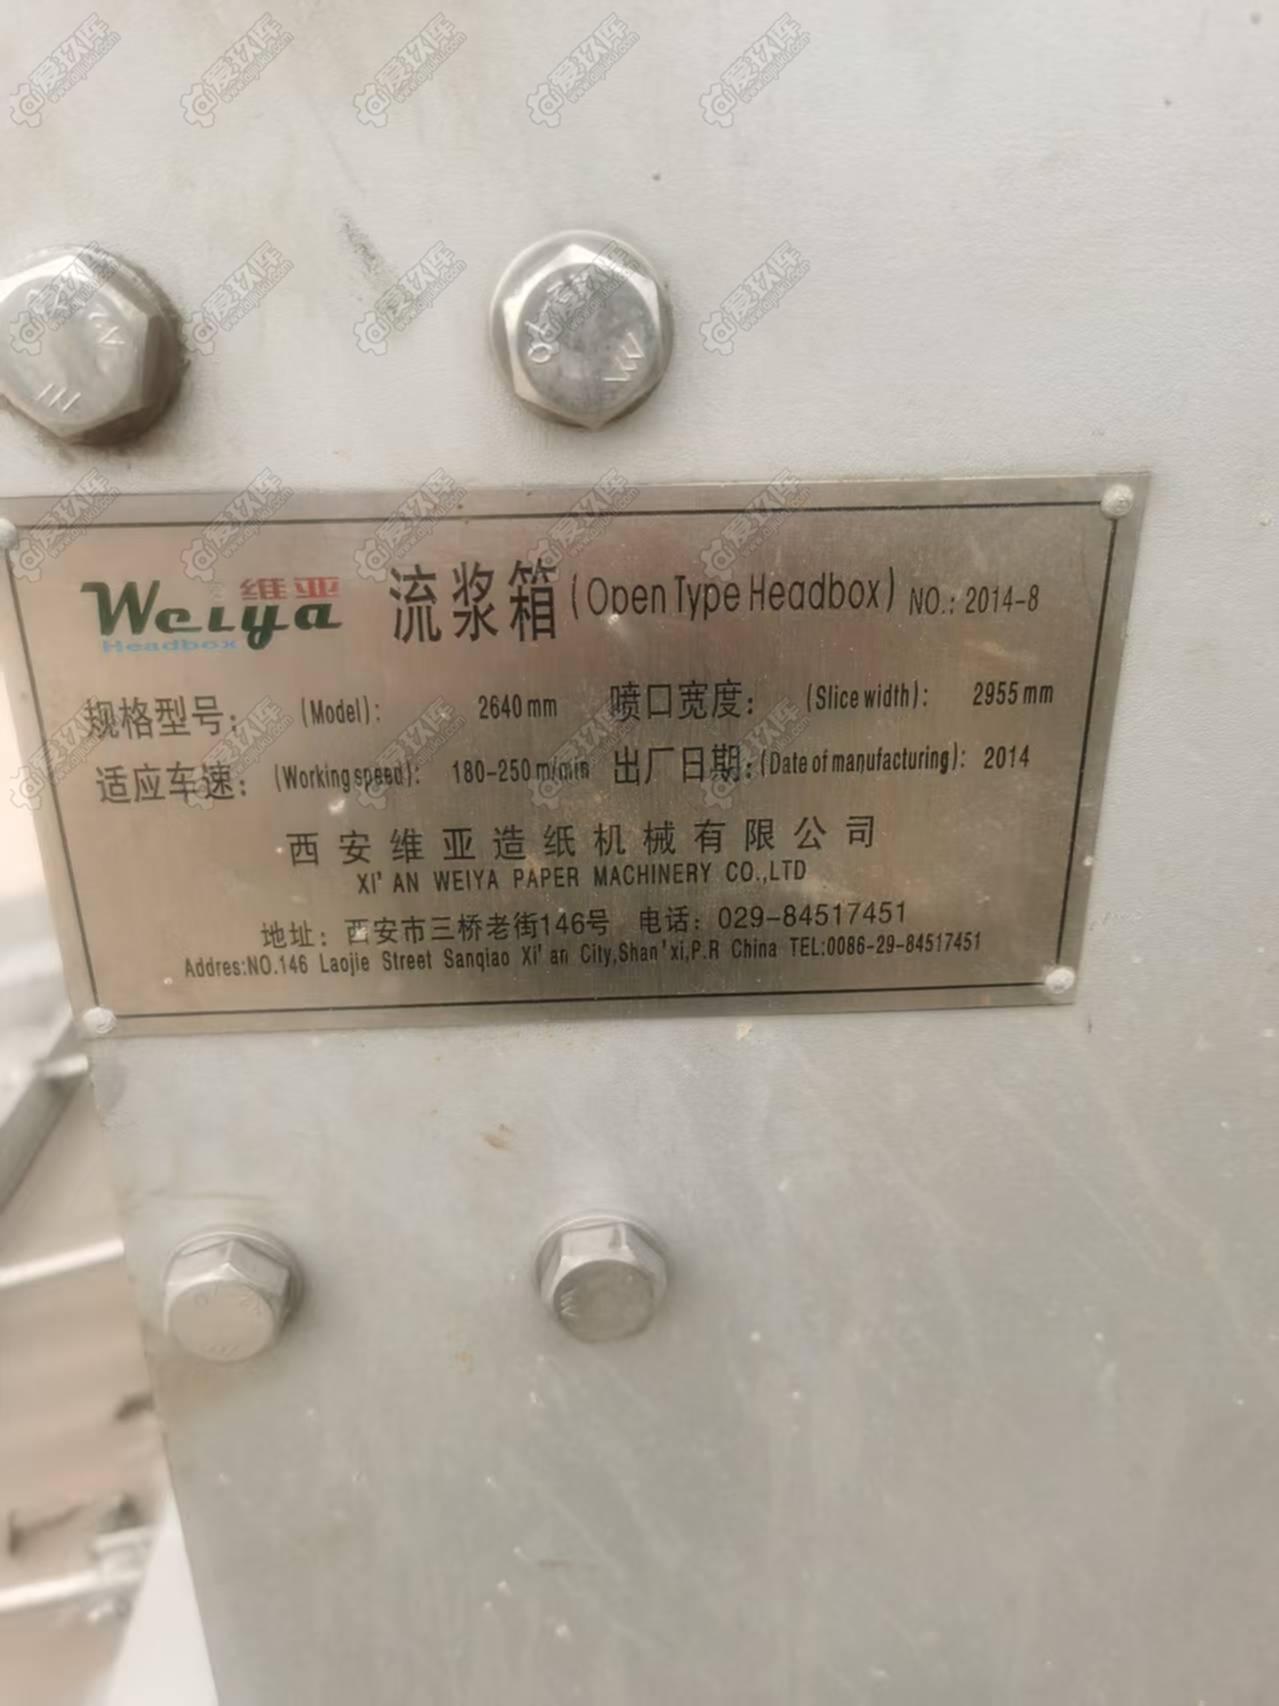 维亚
Weiya
Headbox
流浆箱(Open Type Headbox) NO.: 2014-8
规格型号: (Model): 2640 mm 喷口宽度: (Slice width): 2955 mm
适应车速: (Working speed): 180-250 m/min 出厂日期: (Date of manufacturing): 2014
西安维亚造纸机械有限公司
XI'AN WEIYA PAPER MACHINERY CO.,LTD
地址: 西安市三桥老街146号 电话: 029-84517451
Addres:NO.146 Laojie Street Sanqiao Xi'an City,Shan'xi,P.R China TEL:0086-29-84517451